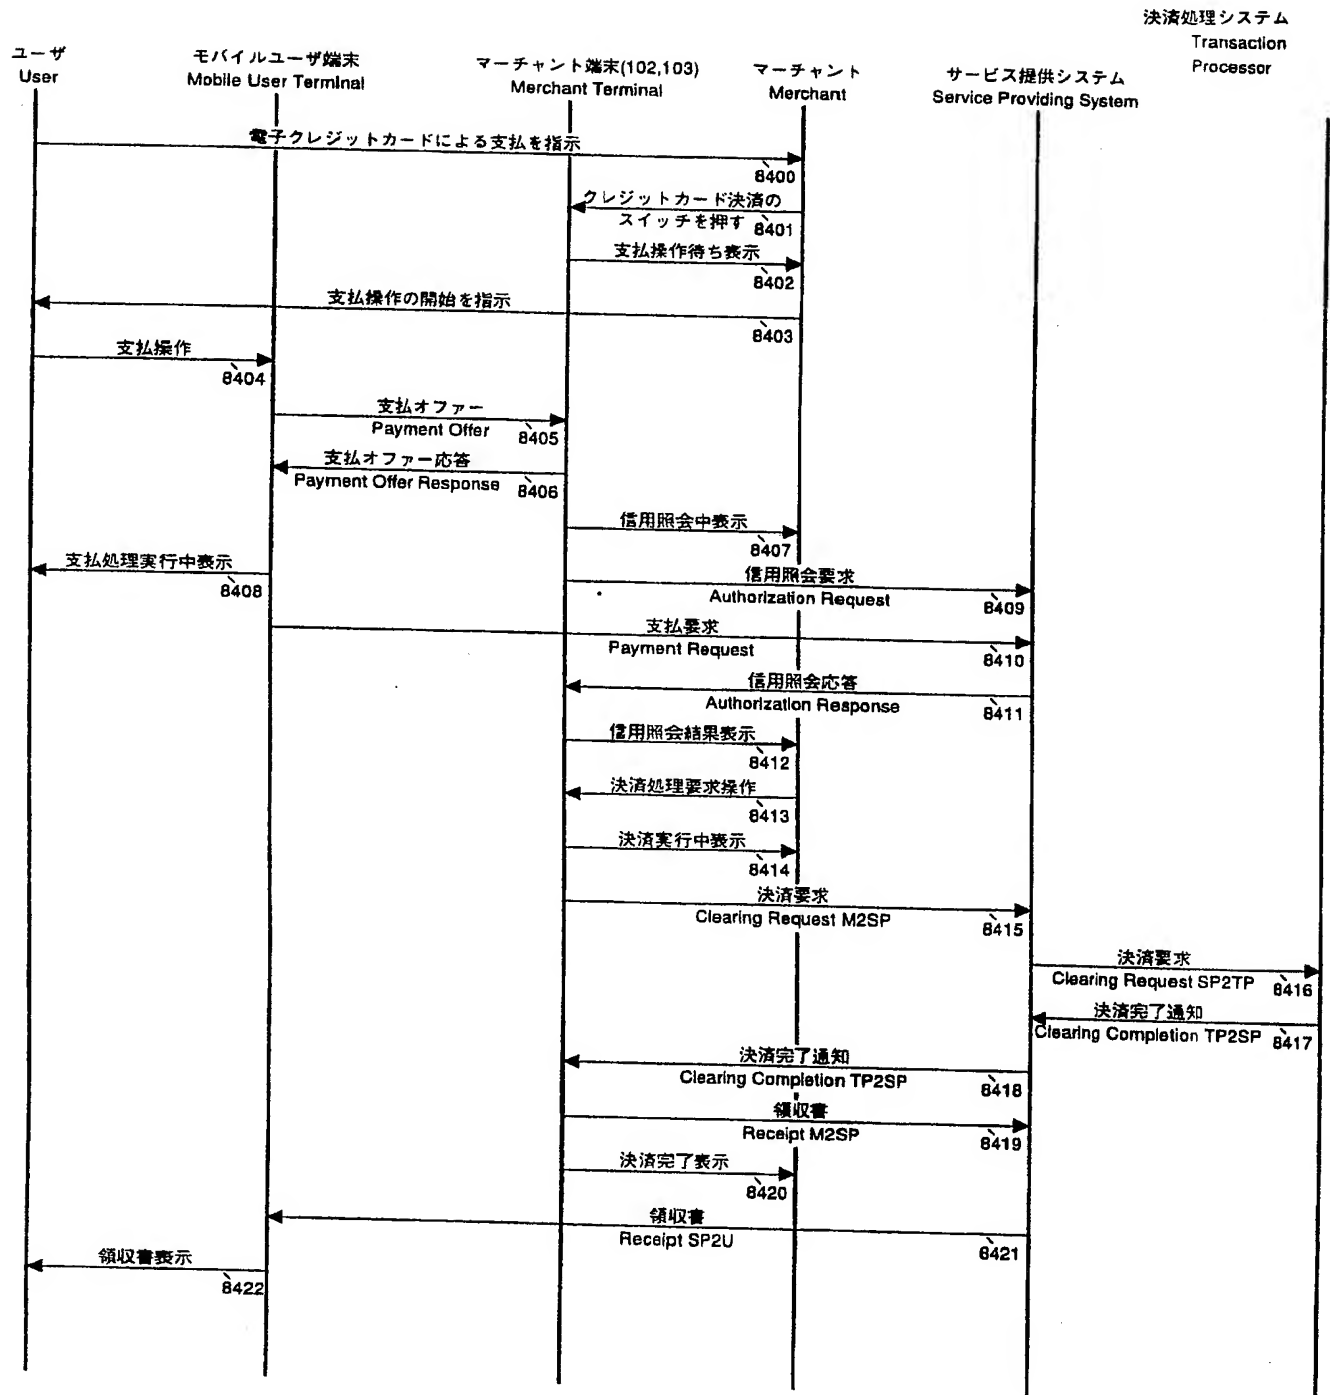 決済処理システム
Transaction
Processor
ユーザ
User
モバイルユーザ端末
Mobile User Terminal
マーチャント端末(102,103)
Merchant Terminal
マーチャント
Merchant
サービス提供システム
Service Providing System
電子クレジットカードによる支払を指示
8400
クレジットカード決済の
スイッチを押す 8401
支払操作待ち表示
8402
支払操作の開始を指示
8403
支払操作
8404
支払オファー
Payment Offer 8405
支払オファー応答
Payment Offer Response 8406
信用照会中表示
8407
支払処理実行中表示
8408
信用照会要求
Authorization Request 8409
支払要求
Payment Request 8410
信用照会応答
Authorization Response 8411
信用照会結果表示
8412
決済処理要求操作
8413
決済実行中表示
8414
決済要求
Clearing Request M2SP 8415
決済要求
Clearing Request SP2TP 8416
決済完了通知
Clearing Completion TP2SP 8417
決済完了通知
Clearing Completion TP2SP 8418
領収書
Receipt M2SP 8419
決済完了表示
8420
領収書
Receipt SP2U 8421
領収書表示
8422